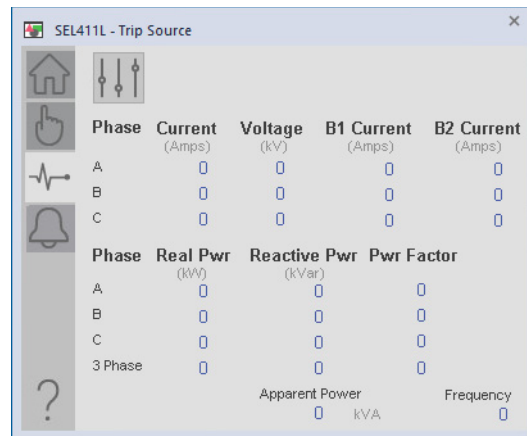 SEL411L - Trip Source
Phase Current Voltage B1 Current B2 Current
(Amps) (kV) (Amps) (Amps)
A 0 0 0 0
B 0 0 0 0
C 0 0 0 0
Phase Real Pwr Reactive Pwr Pwr Factor
(kW) (kVar)
A 0 0 0
B 0 0 0
C 0 0 0
3 Phase 0 0 0
Apparent Power Frequency
0 kVA 0
?